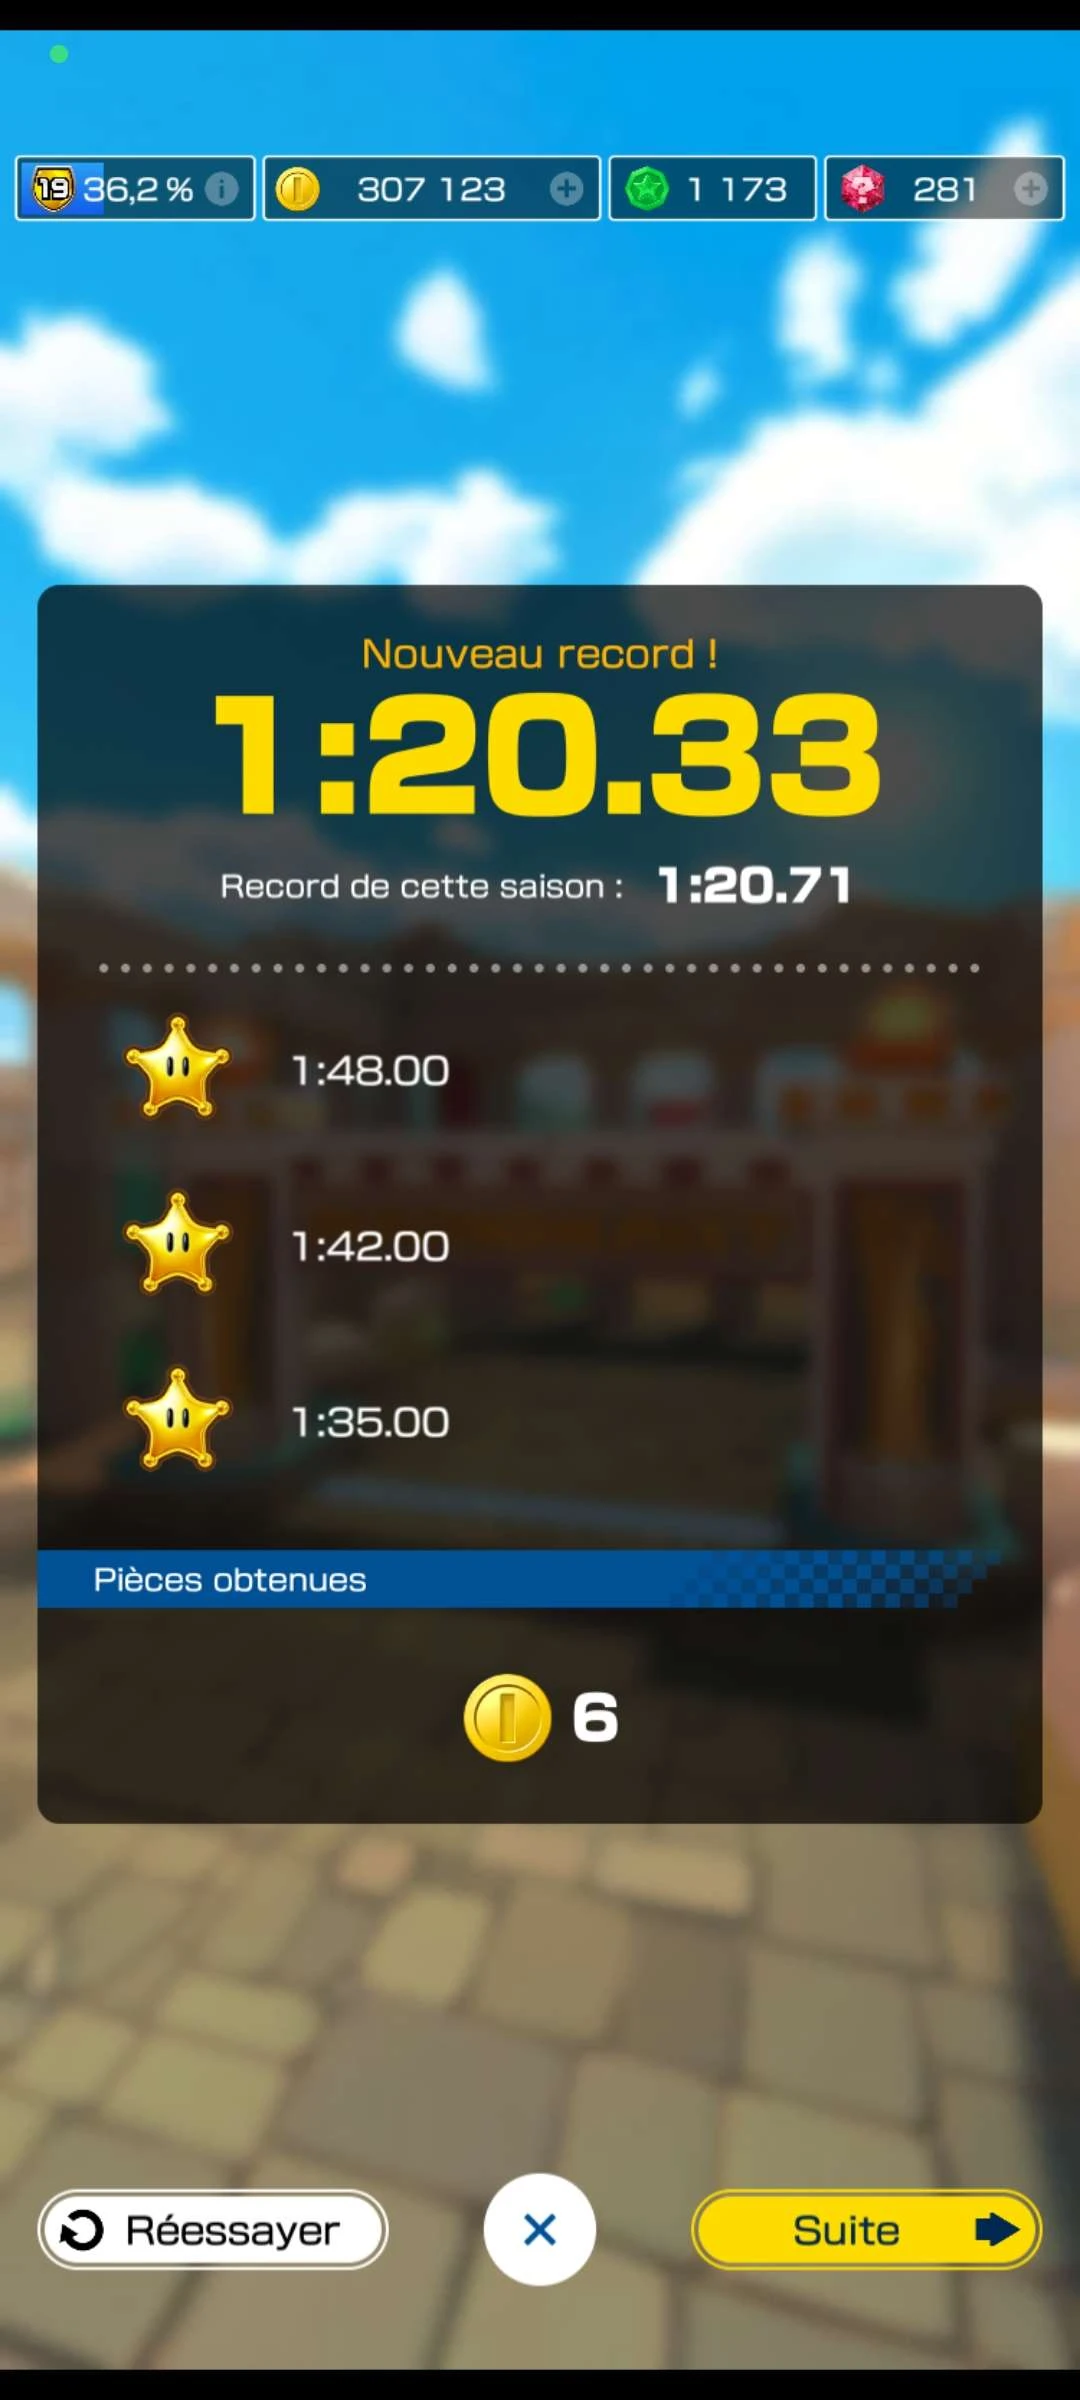 19 36,2 % i 307 123 + 1 173 ? 281 +
Nouveau record !
1:20.33
Record de cette saison : 1:20.71
1:48.00
1:42.00
1:35.00
Pièces obtenues
6
Réessayer × Suite